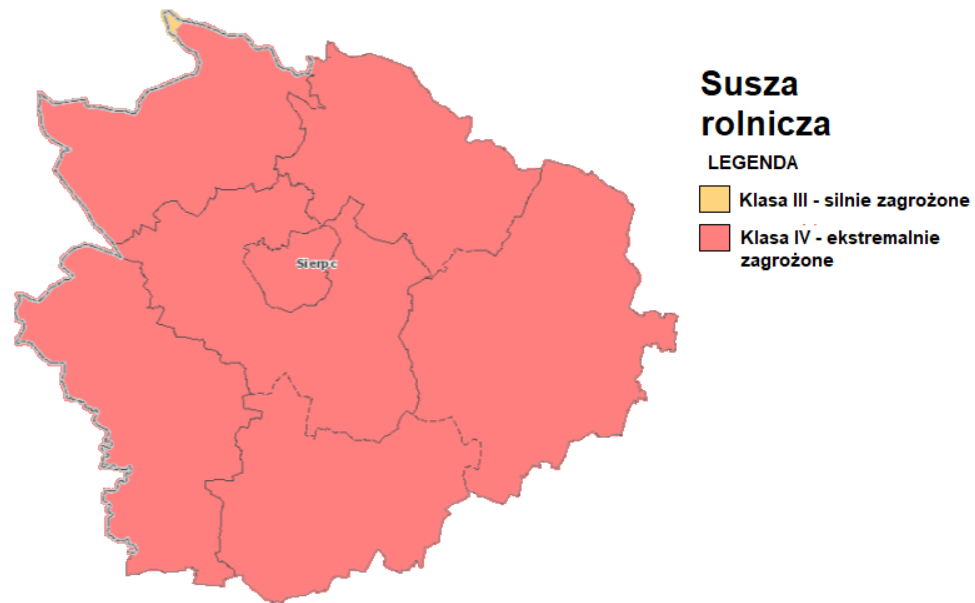 Susza
rolnicza
LEGENDA
Klasa III - silnie zagrożone
Klasa IV - ekstremalnie
zagrożone
Sierpc